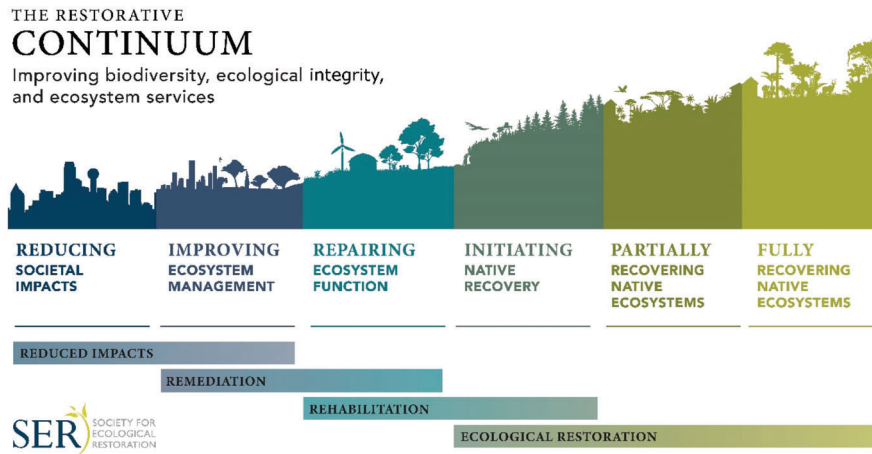 THE RESTORATIVE
CONTINUUM
Improving biodiversity, ecological integrity,
and ecosystem services
REDUCING
SOCIETAL
IMPACTS
IMPROVING
ECOSYSTEM
MANAGEMENT
REPAIRING
ECOSYSTEM
FUNCTION
INITIATING
NATIVE
RECOVERY
PARTIALLY
RECOVERING
NATIVE
ECOSYSTEMS
FULLY
RECOVERING
NATIVE
ECOSYSTEMS
REDUCED IMPACTS
REMEDIATION
REHABILITATION
ECOLOGICAL RESTORATION
SER
SOCIETY FOR
ECOLOGICAL
RESTORATION